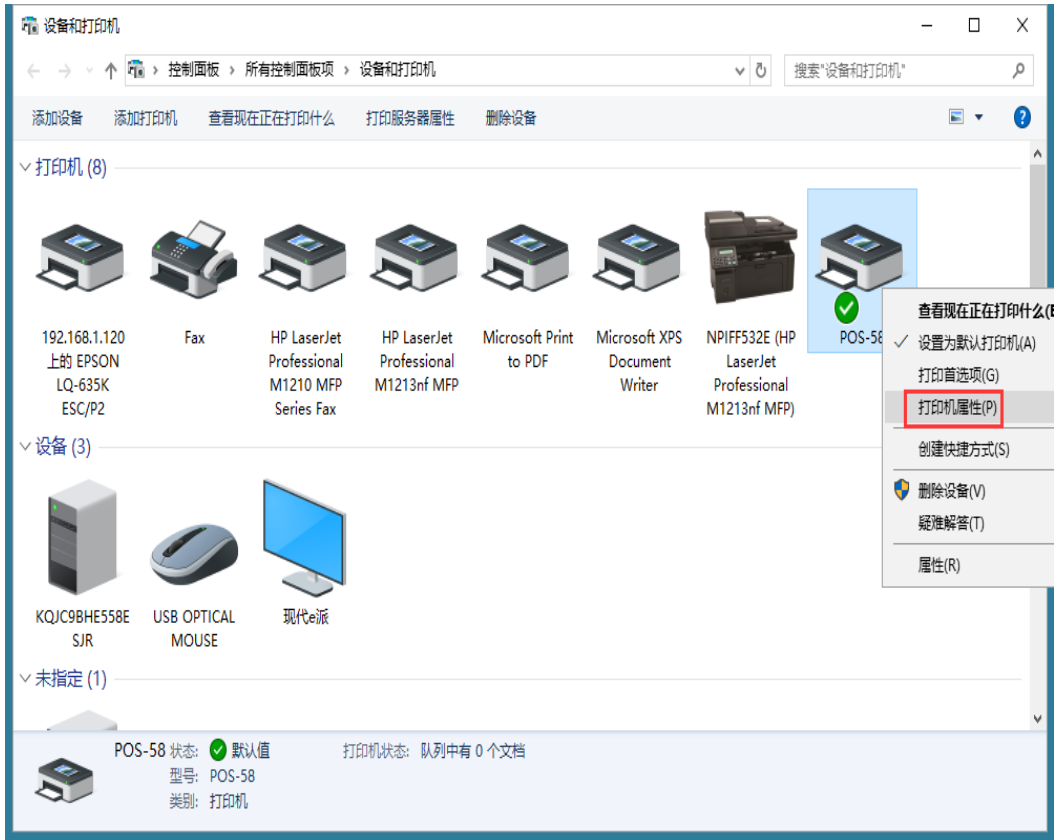 设备和打印机
控制面板 › 所有控制面板项 › 设备和打印机
搜索"设备和打印机"
添加设备 添加打印机 查看现在正在打印什么 打印服务器属性 删除设备
打印机 (8)
192.168.1.120
上的 EPSON
LQ-635K
ESC/P2
Fax
HP LaserJet
Professional
M1210 MFP
Series Fax
HP LaserJet
Professional
M1213nf MFP
Microsoft Print
to PDF
Microsoft XPS
Document
Writer
NPIFF532E (HP
LaserJet
Professional
M1213nf MFP)
POS-58
查看现在正在打印什么(E
设置为默认打印机(A)
打印首选项(G)
打印机属性(P)
创建快捷方式(S)
删除设备(V)
疑难解答(T)
属性(R)
设备 (3)
KQJC9BHE558E
SJR
USB OPTICAL
MOUSE
现代e派
未指定 (1)
POS-58 状态: 默认值 打印机状态: 队列中有 0 个文档
型号: POS-58
类别: 打印机